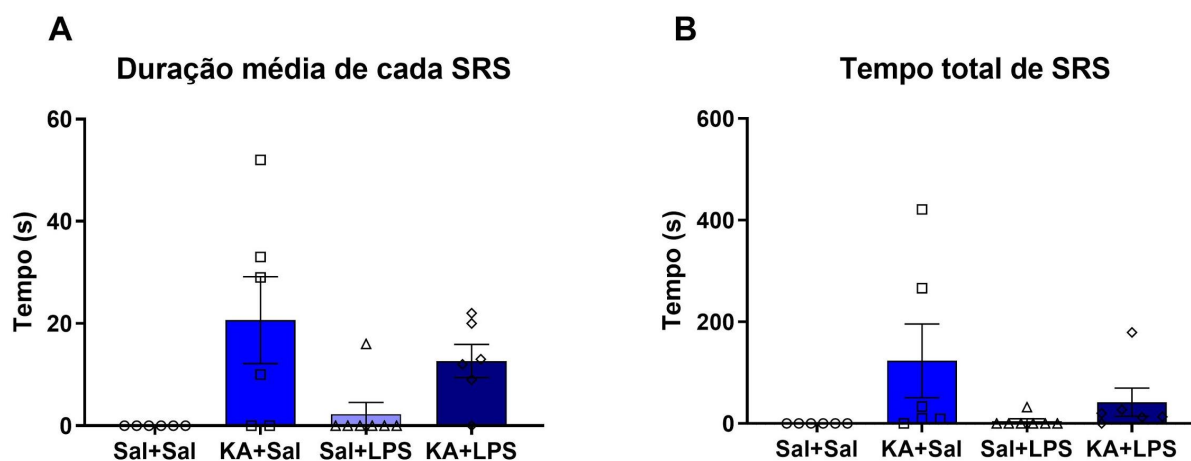 A
Duração média de cada SRS
Tempo (s)
60
40
20
0
Sal+Sal KA+Sal Sal+LPS KA+LPS
B
Tempo total de SRS
Tempo (s)
600
400
200
0
Sal+Sal KA+Sal Sal+LPS KA+LPS